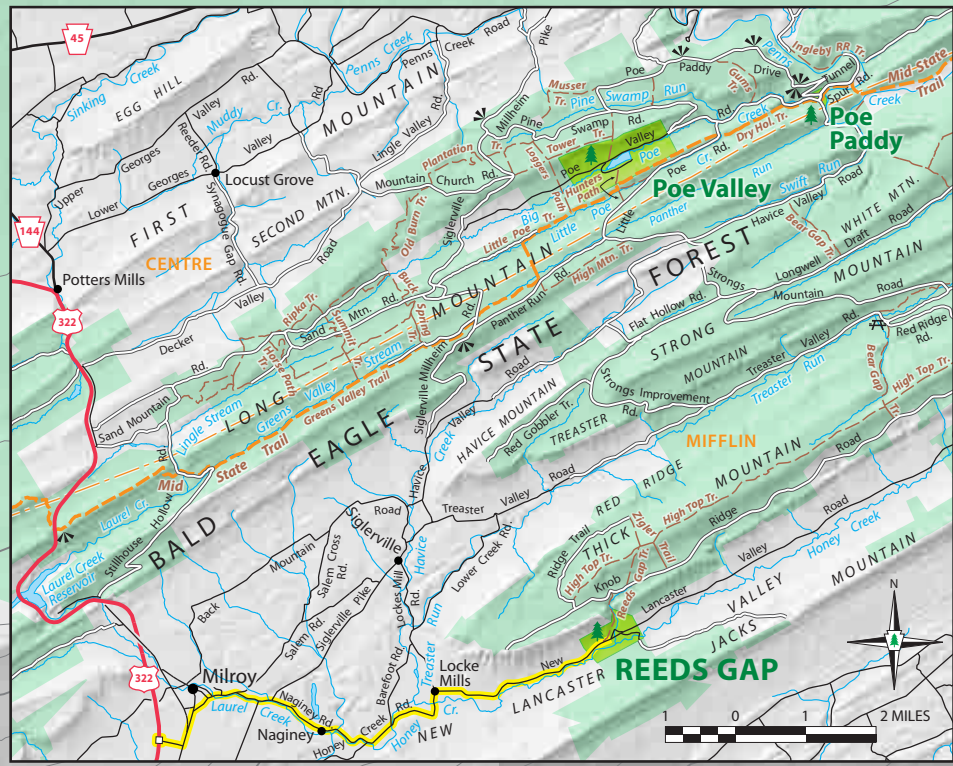 45
Sinking Creek
EGG HILL
Upper Georges Valley Rd.
Lower Georges Valley Rd
Reeder Rd.
Muddy Cr.
Penns Creek
Penns Creek Road
Pike
FIRST MOUNTAIN
Locust Grove
Synagogue Gap Rd.
SECOND MTN.
Lingle Valley Rd.
Mountain Church Rd.
Plantation Tr.
Old Burn Tr.
Siglerville
Millheim
Pine Swamp Rd.
Musser Tr.
Pine Swamp Run
Poe Paddy Drive
Gums Tr.
Penns
Ingleby RR Tr.
Tunnel
Spur Rd.
Mid-State Trail
Creek
Poe Paddy
Tower Tr.
Loggers Path
Hunters Path
Poe Valley Rd.
Big Poe Creek
Dry Hol. Tr.
Poe Valley
Little Poe Cr. Rd.
Little Poe
Little Poe Tr.
Panther Run
Swift Run
Havice Valley Road
Bear Gap Tr.
WHITE MTN.
Longwell Draft Road
144
CENTRE
Potters Mills
322
Decker Valley Road
Ripka Tr.
Summit Tr.
Hose Path Tr.
Sand Mtn. Rd.
Buck Spring Tr.
LONG MOUNTAIN
High Mtn. Tr.
Panther Run Rd.
Flat Hollow Rd.
Strongs Mountain Road
STRONG MOUNTAIN
MOUNTAIN
Sand Mountain Rd.
Lingle Stream
Greens Valley Stream
Greens Valley Trail
Mid State Trail
Siglerville Millheim Rd.
BALD EAGLE STATE FOREST
Havice Valley Road
Creek
HAVICE MOUNTAIN
Red Gobbler Tr.
TREASTER MOUNTAIN
Strongs Improvement Rd.
Treaster Valley Rd.
Treaster Run
Red Ridge Rd.
Bear Gap Tr.
High Top Tr.
MIFFLIN
Laurel Cr.
Laurel Creek Reservoir
Stillhouse Hollow Rd.
Treaster Valley Road
RED RIDGE
THICK MOUNTAIN
High Top Tr.
Ridge Road
Ridge Trail
Zigler Trail
High Top Tr.
Knob
Reeds Gap Tr.
Siglerville
Back Mountain Road
Salem Cross Rd.
Salem Rd.
Siglerville Pike
Lockes Mill Rd.
Havice
Lower Creek Rd.
Treaster Run
Barefoot Rd.
New Lancaster Valley Road
Honey Creek
JACKS MOUNTAIN
REEDS GAP
NEW LANCASTER VALLEY
322
Milroy
Laurel Creek
Naginey Rd
Naginey
Honey Creek Rd.
Honey Cr.
Locke Mills
N
1 0 1 2 MILES